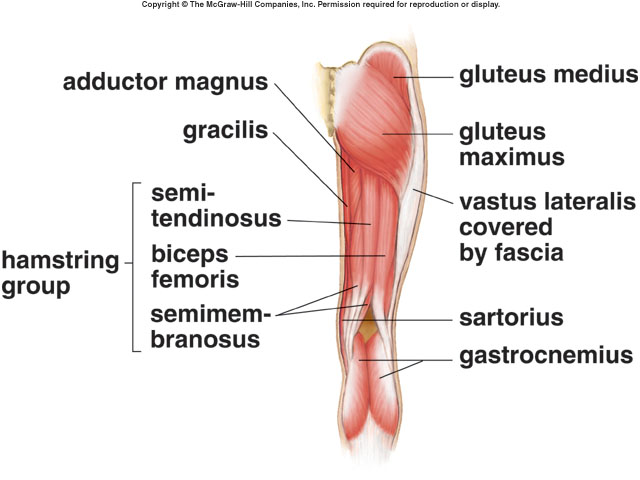 Copyright © The McGraw-Hill Companies, Inc. Permission required for reproduction or display.
adductor magnus
gracilis
hamstring
group
semi-
tendinosus
biceps
femoris
semimem-
branosus
gluteus medius
gluteus
maximus
vastus lateralis
covered
by fascia
sartorius
gastrocnemius